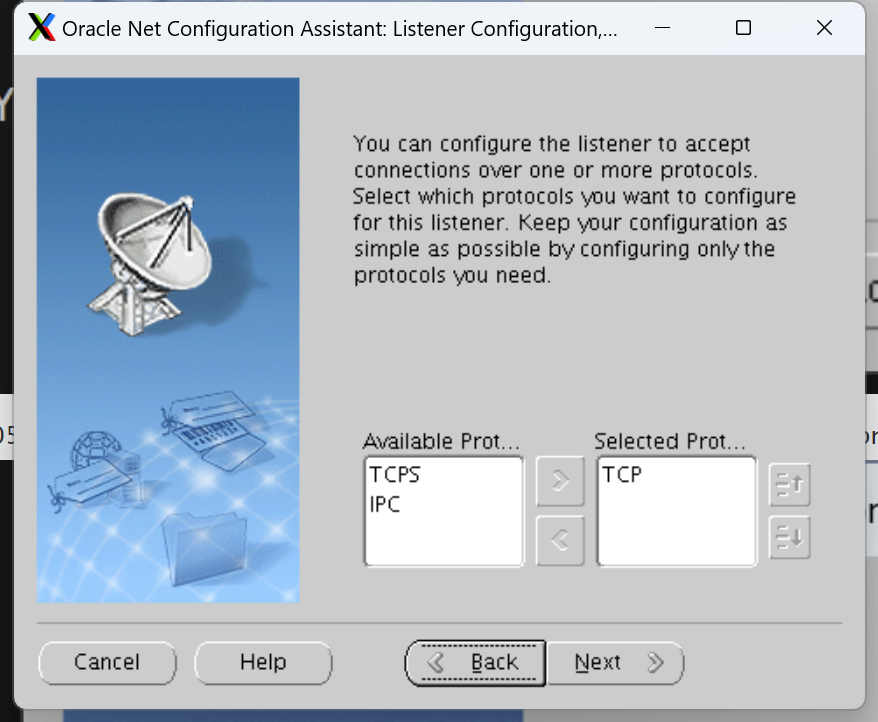 Oracle Net Configuration Assistant: Listener Configuration,...
You can configure the listener to accept
connections over one or more protocols.
Select which protocols you want to configure
for this listener. Keep your configuration as
simple as possible by configuring only the
protocols you need.
Available Prot...
Selected Prot...
TCPS
IPC
TCP
Cancel
Help
Back
Next